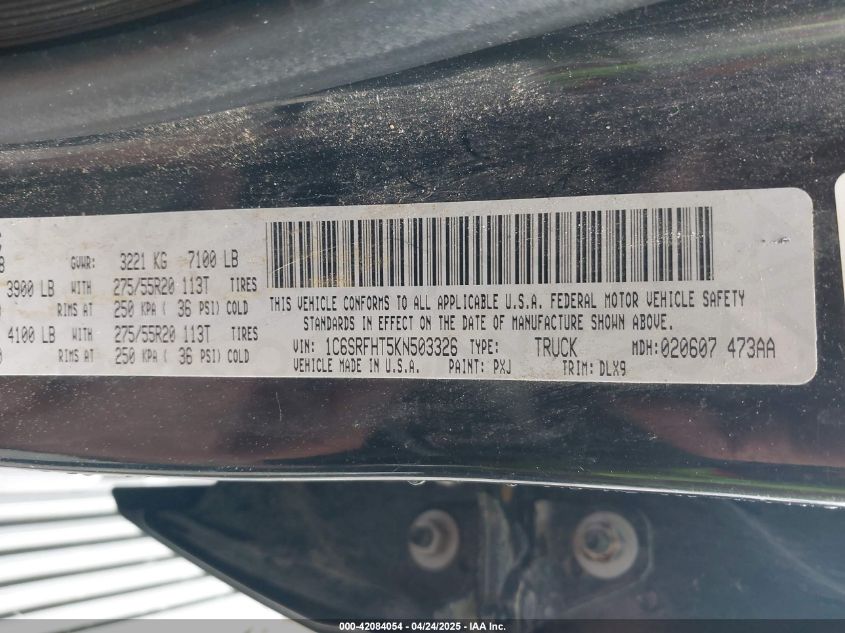 GVWR: 3221 KG 7100 LB
3900 LB WITH 275/55R20 113T TIRES
RIMS AT 250 KPA ( 36 PSI) COLD
4100 LB WITH 275/55R20 113T TIRES
RIMS AT 250 KPA ( 36 PSI) COLD
THIS VEHICLE CONFORMS TO ALL APPLICABLE U.S.A. FEDERAL MOTOR VEHICLE SAFETY
STANDARDS IN EFFECT ON THE DATE OF MANUFACTURE SHOWN ABOVE.
VIN: 1C6SRFHT5KN503326 TYPE: TRUCK MDH: 020607 473AA
VEHICLE MADE IN U.S.A. PAINT: PXJ TRIM: DLX9
000-42084054 - 04/24/2025 - IAA Inc.